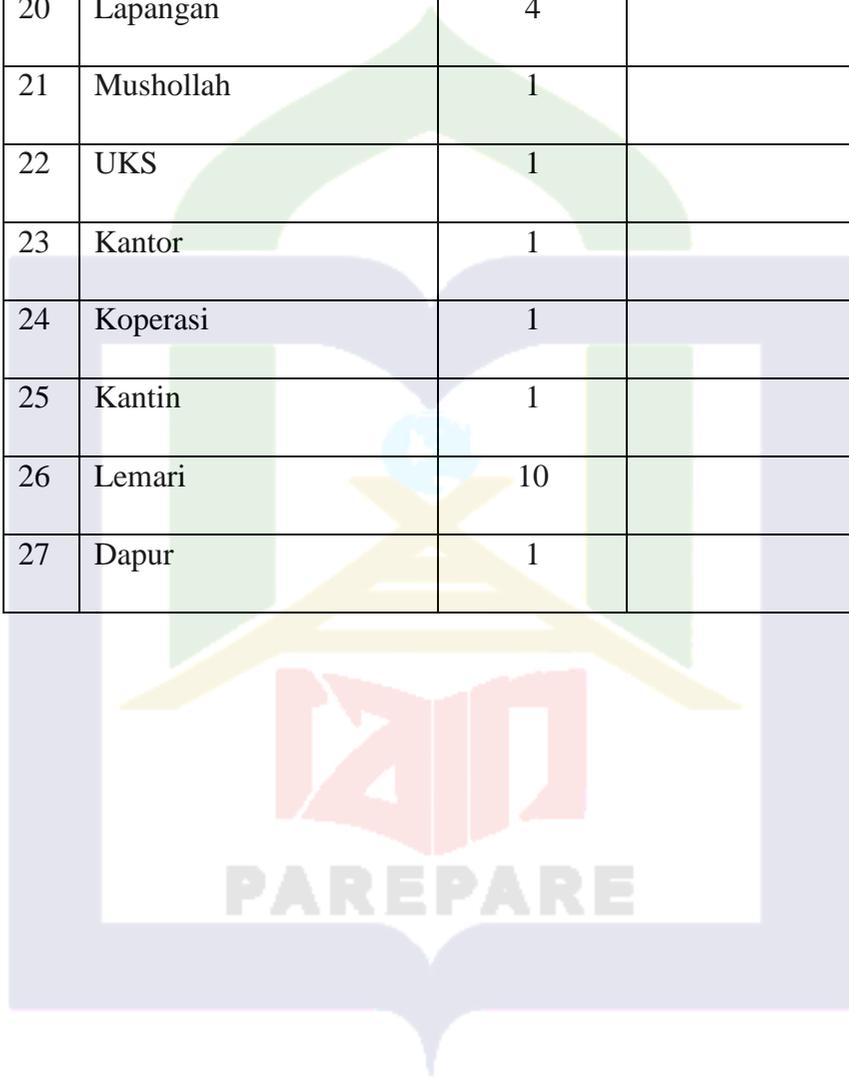 20 Lapangan 4
21 Mushollah 1
22 UKS 1
23 Kantor 1
24 Koperasi 1
25 Kantin 1
26 Lemari 10
27 Dapur 1
iain
PAREPARE